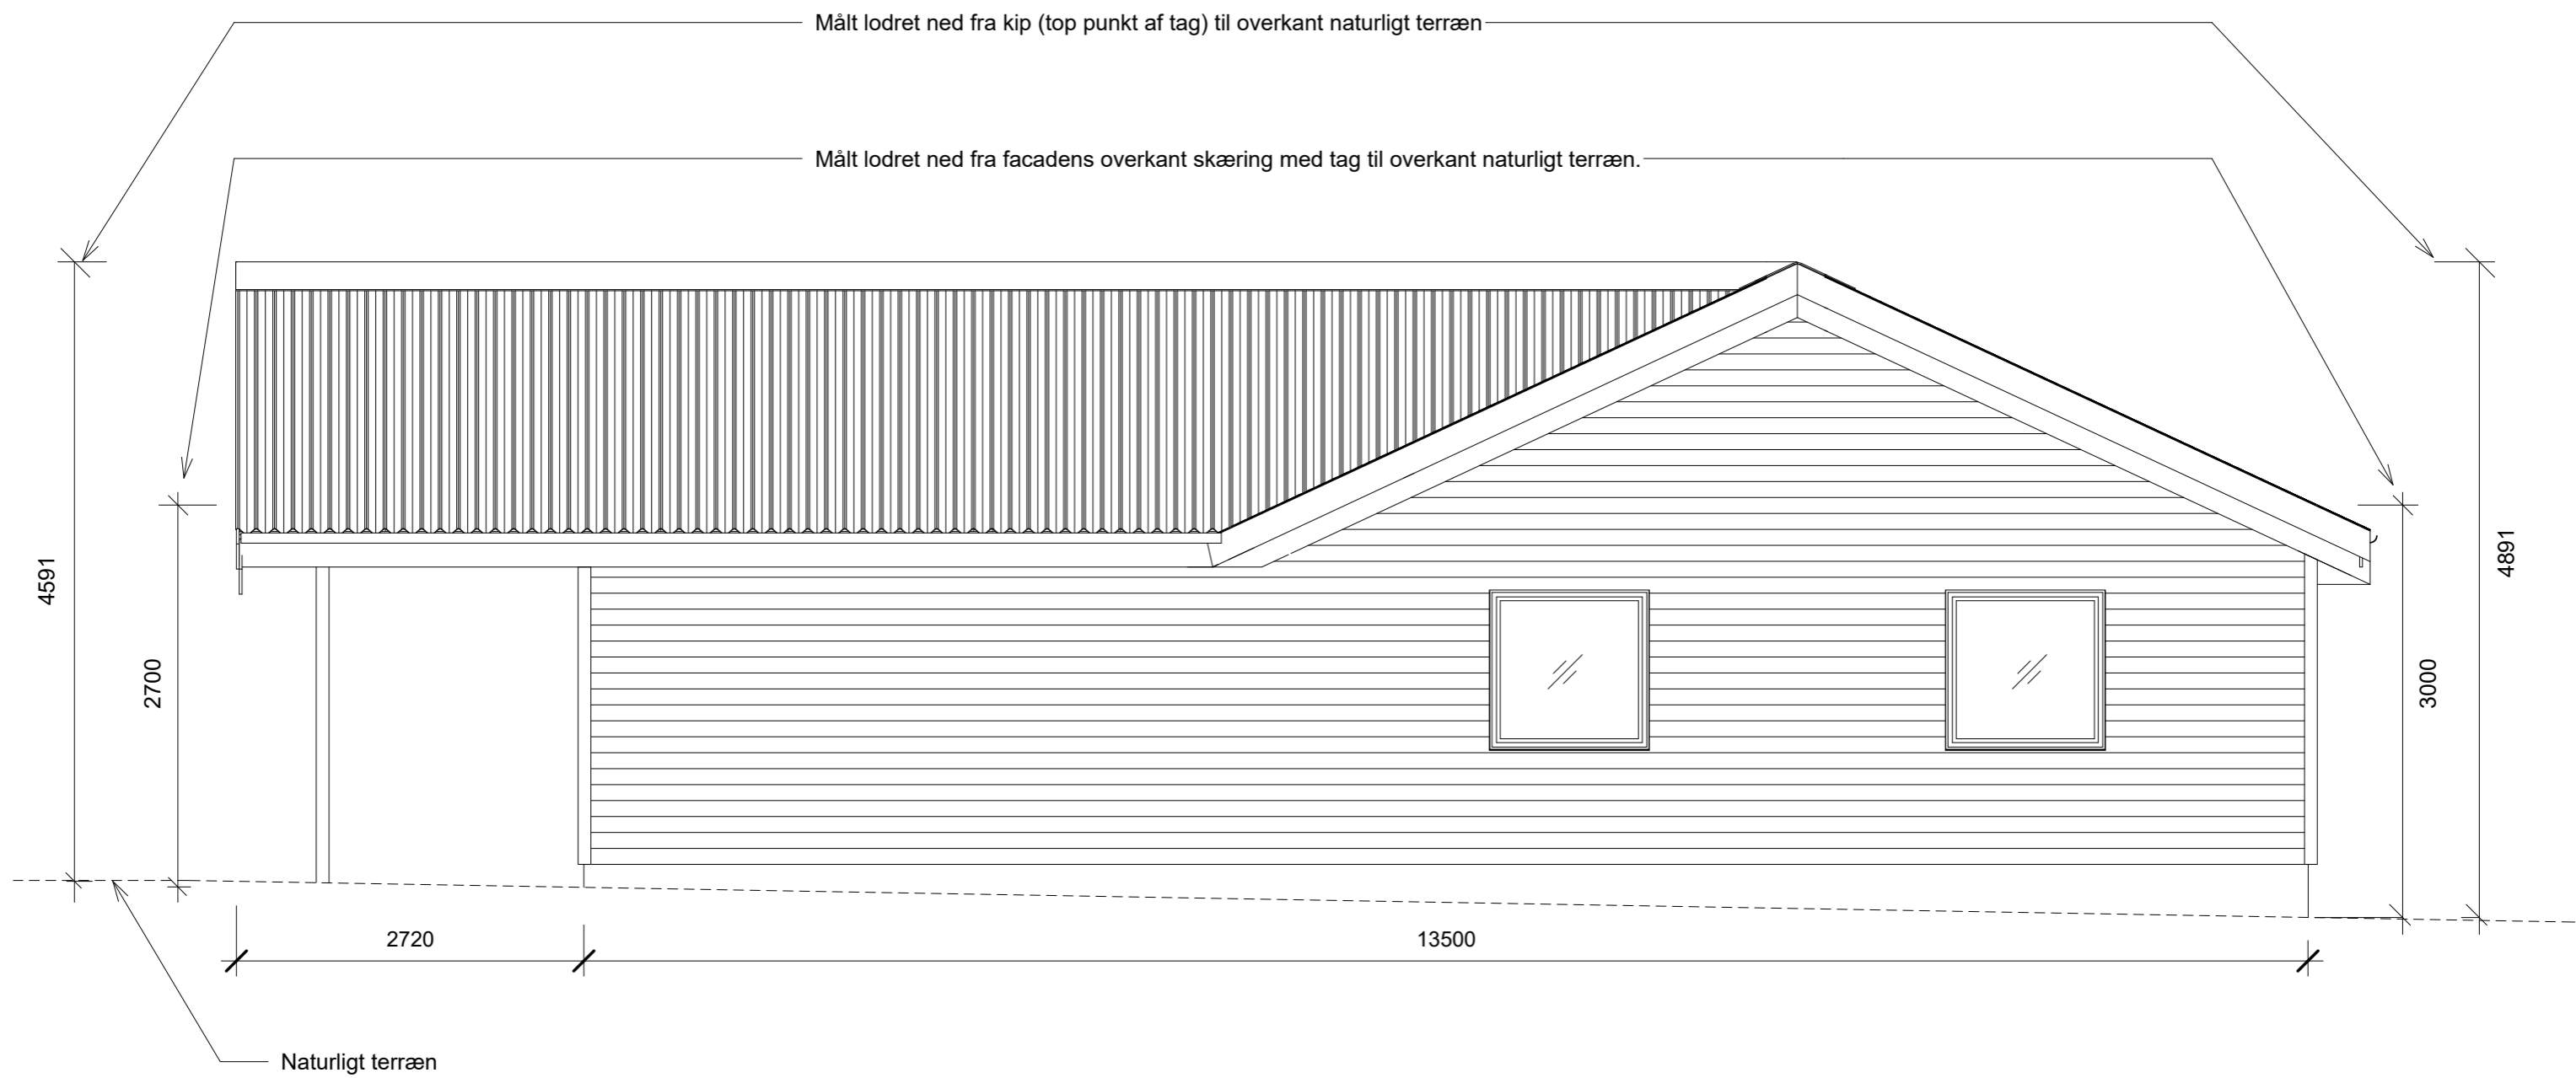 Målt lodret ned fra kip (top punkt af tag) til overkant naturligt terræn
Målt lodret ned fra facadens overkant skæring med tag til overkant naturligt terræn.
4591
2700
3000
4891
2720
13500
Naturligt terræn